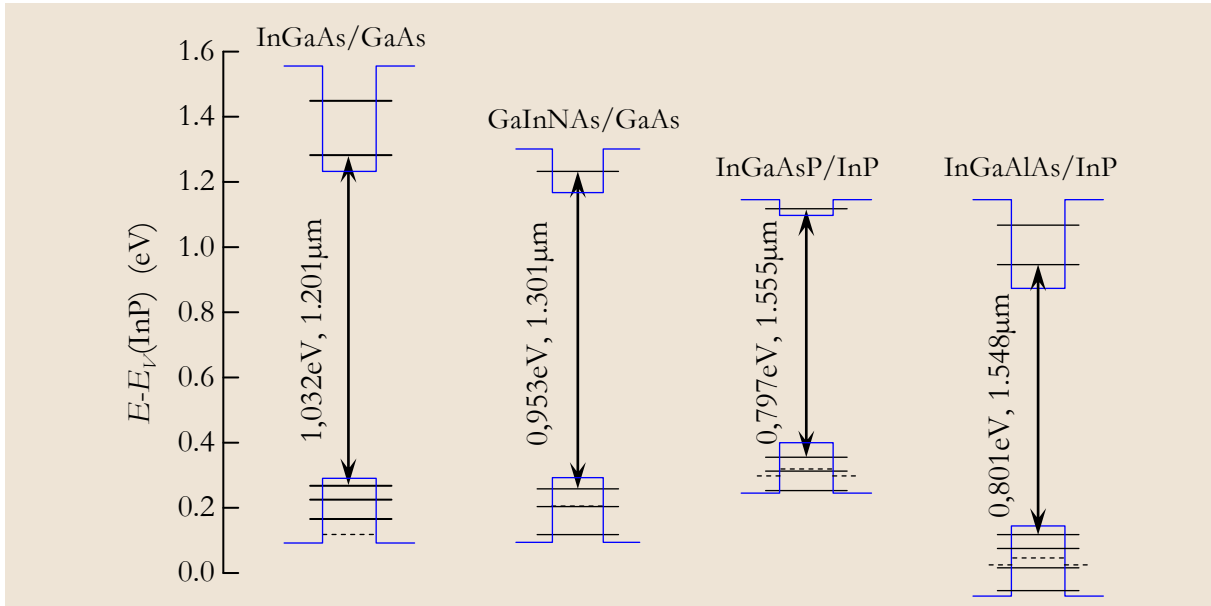 InGaAs/GaAs
GaInNAs/GaAs
InGaAsP/InP
InGaAlAs/InP
1.6
1.4
1.2
1.0
0.8
0.6
0.4
0.2
0.0
E-EV(InP) (eV)
1,032eV, 1.201µm
0,953eV, 1.301µm
0,797eV, 1.555µm
0,801eV, 1.548µm